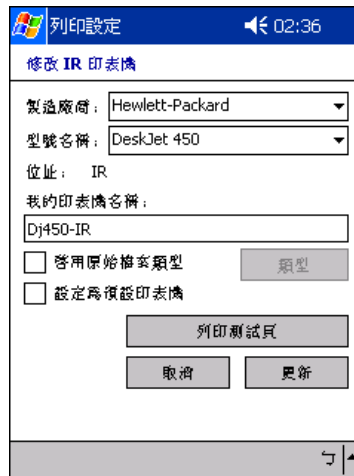 列印設定 02:36
修改 IR 印表機
製造廠商： Hewlett-Packard
型號名稱： DeskJet 450
位址： IR
我的印表機名稱：
Dj450-IR
啓用原始檔案類型 類型
設定為預設印表機
列印測試頁
取消 更新
ㄅ